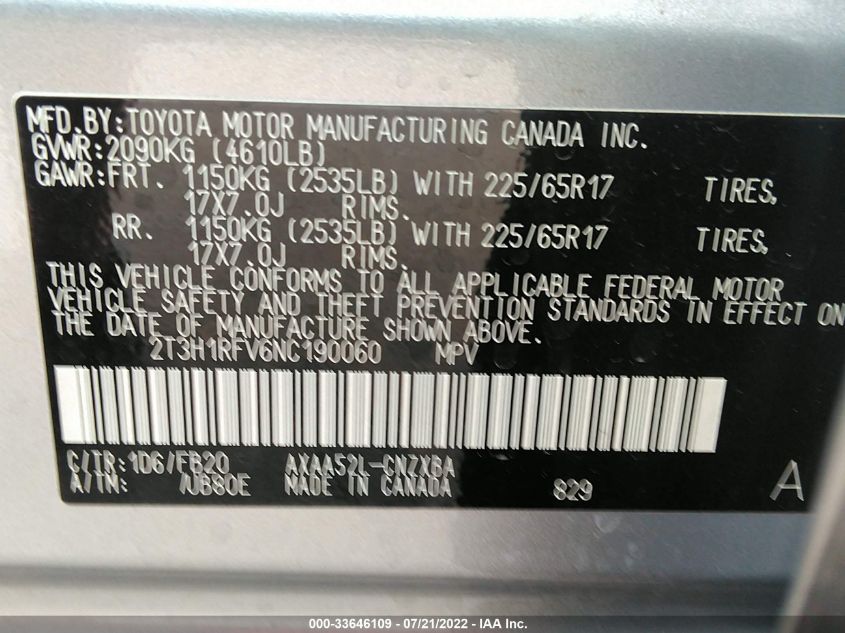 MFD.BY:TOYOTA MOTOR MANUFACTURING CANADA INC.
GVWR:2090KG (4610LB)
GAWR:FRT. 1150KG (2535LB) WITH 225/65R17 TIRES,
17X7.0J RIMS.
RR. 1150KG (2535LB) WITH 225/65R17 TIRES,
17X7.0J RIMS.
THIS VEHICLE CONFORMS TO ALL APPLICABLE FEDERAL MOTOR
VEHICLE SAFETY AND THEFT PREVENTION STANDARDS IN EFFECT ON
THE DATE OF MANUFACTURE SHOWN ABOVE.
2T3H1RFV6NC190060 MPV
C/TR:1D6/FB20 AXAA52L-CNZXBA
A/TM: /UB80E MADE IN CANADA 829 A
000-33646109 - 07/21/2022 - IAA Inc.